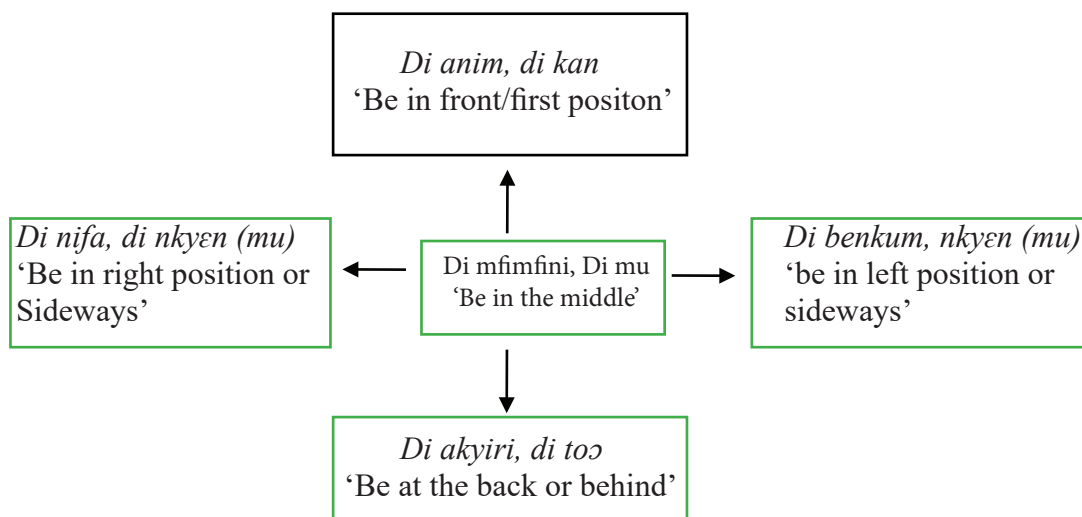 Di anim, di kan
‘Be in front/first positon’
Di nifa, di nkyɛn (mu)
‘Be in right position or
Sideways’
Di mfimfini, Di mu
‘Be in the middle’
Di benkum, nkyɛn (mu)
‘be in left position or
sideways’
Di akyiri, di toɔ
‘Be at the back or behind’